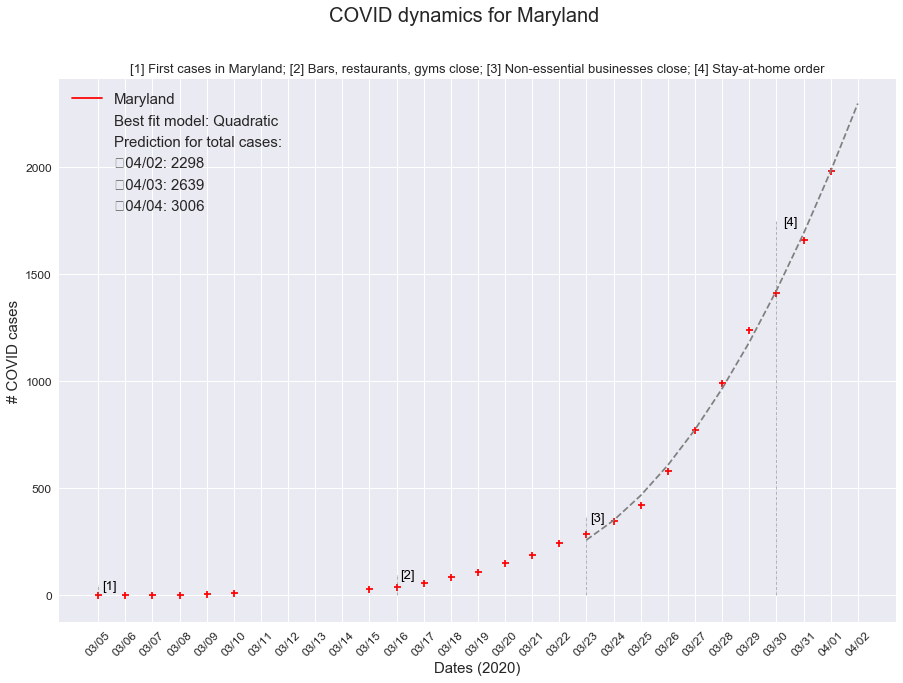 COVID dynamics for Maryland
[1] First cases in Maryland; [2] Bars, restaurants, gyms close; [3] Non-essential businesses close; [4] Stay-at-home order
Maryland
Best fit model: Quadratic
Prediction for total cases:
04/02: 2298
04/03: 2639
04/04: 3006
2000
1500
1000
500
0
# COVID cases
[1]
[2]
[3]
[4]
03/05 03/06 03/07 03/08 03/09 03/10 03/11 03/12 03/13 03/14 03/15 03/16 03/17 03/18 03/19 03/20 03/21 03/22 03/23 03/24 03/25 03/26 03/27 03/28 03/29 03/30 03/31 04/01 04/02
Dates (2020)